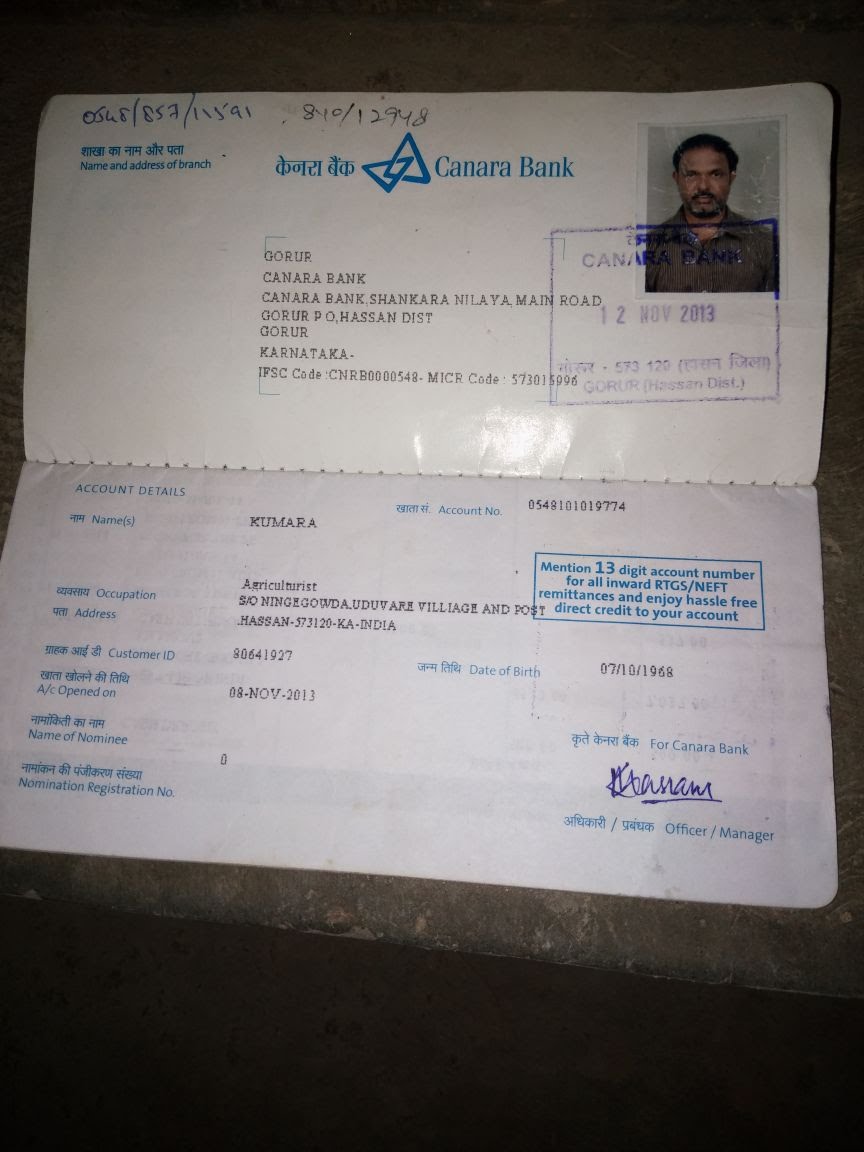 0548/857/11591 . 840/12948
शाखा का नाम और पता
Name and address of branch
केनरा बैंक Canara Bank
GORUR
CANARA BANK
CANARA BANK,SHANKARA NILAYA,MAIN ROAD
GORUR P O,HASSAN DIST
GORUR
KARNATAKA-
IFSC Code :CNRB0000548- MICR Code : 573015996
CANARA BANK
12 NOV 2013
गोरूर - 573 120 (हासन जिला)
GORUR (Hassan Dist.)
ACCOUNT DETAILS
खाता सं. Account No. 0548101019774
नाम Name(s) KUMARA
Mention 13 digit account number
for all inward RTGS/NEFT
remittances and enjoy hassle free
direct credit to your account
व्यवसाय Occupation Agriculturist
पता Address S/O NINGEGOWDA,UDUVARE VILLIAGE AND POST
,HASSAN-573120-KA-INDIA
ग्राहक आई डी Customer ID 80641927
जन्म तिथि Date of Birth 07/10/1968
खाता खोलने की तिथि
A/c Opened on 08-NOV-2013
नामांकिती का नाम
Name of Nominee
कृते केनरा बैंक For Canara Bank
0
नामांकन की पंजीकरण संख्या
Nomination Registration No.
अधिकारी / प्रबंधक Officer / Manager